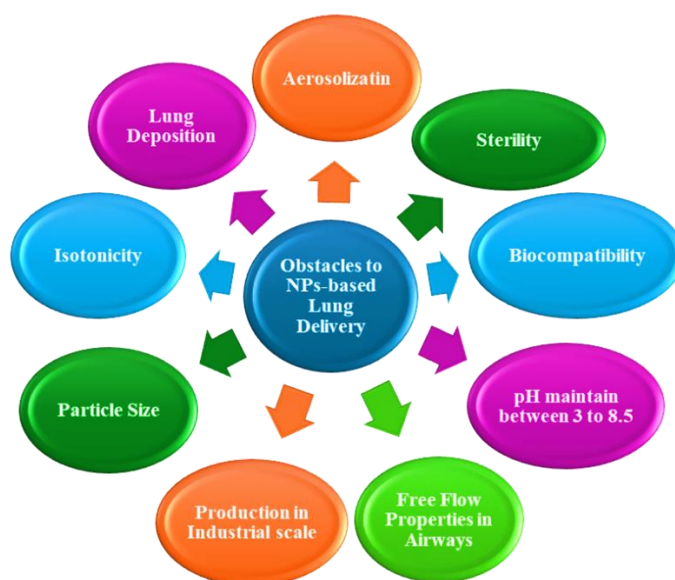 Aerosolizatin
Sterility
Biocompatibility
pH maintain
between 3 to 8.5
Free Flow
Properties in
Airways
Production in
Industrial scale
Particle Size
Isotonicity
Lung
Deposition
Obstacles to
NPs-based
Lung
Delivery